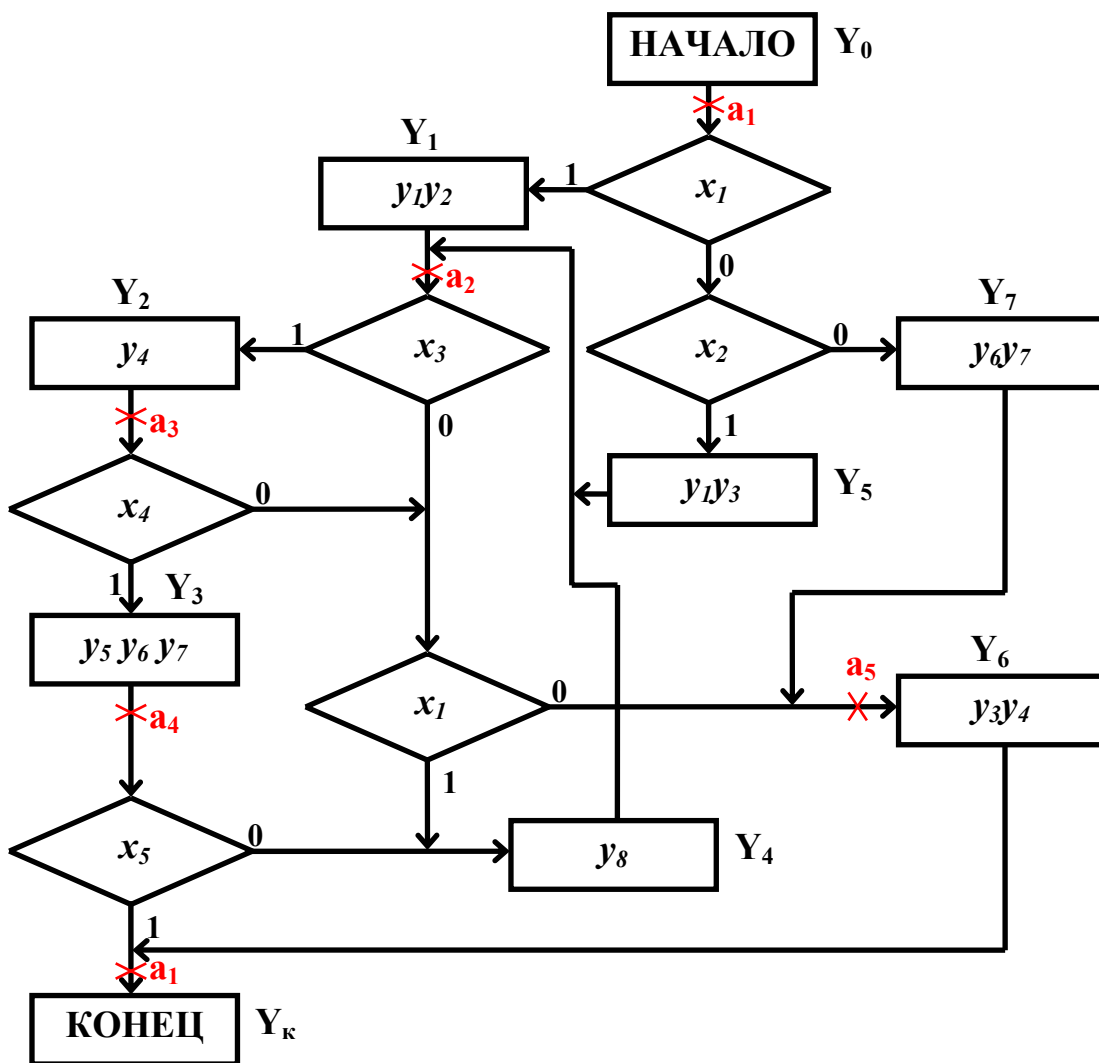 НАЧАЛО Y₀
a₁
Y₁
y₁y₂ 1 x₁
0
a₂
Y₂ Y₇
y₄ 1 x₃ x₂ 0 y₆y₇
a₃ 0 1
x₄ 0 y₁y₃ Y₅
1 Y₃
y₅ y₆ y₇
a₄ x₁ 0 a₅ Y₆
y₃y₄
1
x₅ 0 y₈ Y₄
1
a₁
КОНЕЦ Yк